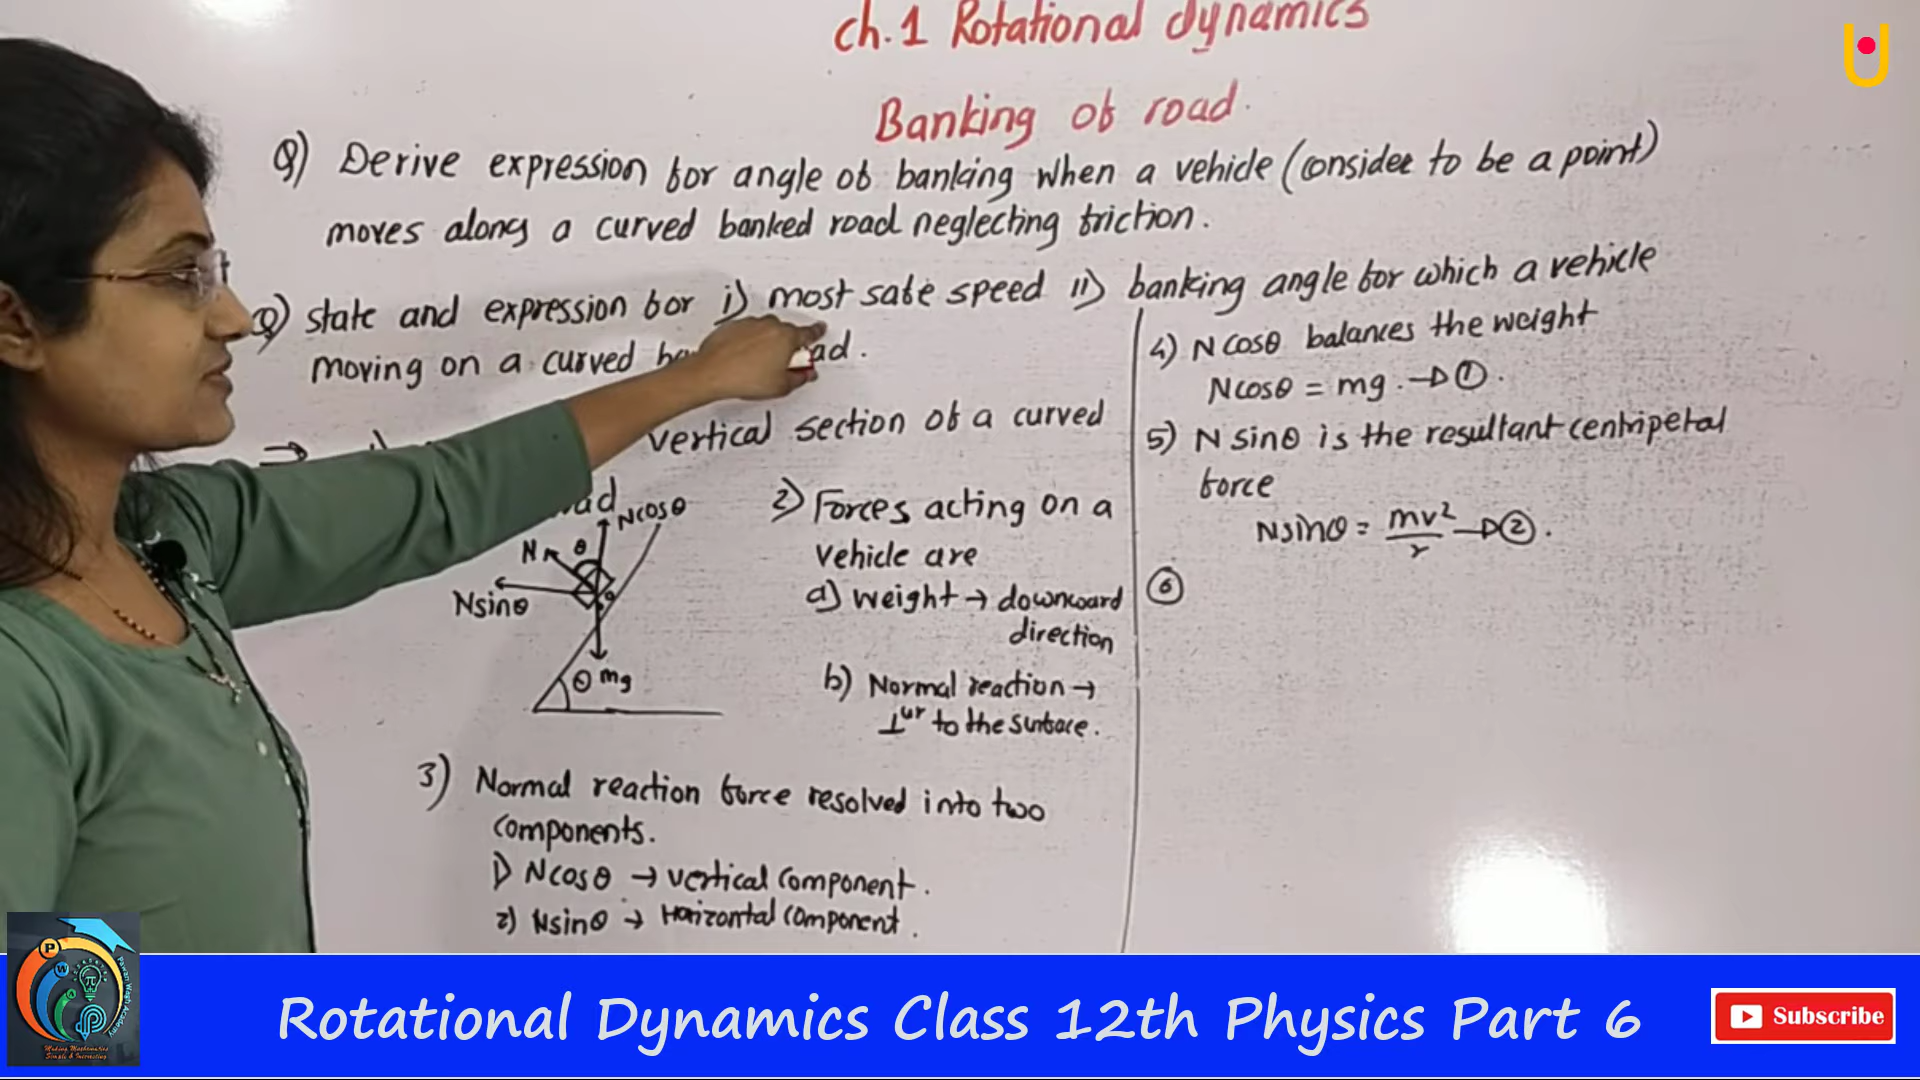 ch.1 Rotational dynamics
Banking of road.
Q) Derive expression for angle of banking when a vehicle (consider to be a point)
moves along a curved banked road neglecting friction.
Q) state and expression for i) most safe speed ii) banking angle for which a vehicle
moving on a curved ad.
⇒ 1)
vertical section of a curved
ad
Ncosθ
N θ
Nsinθ
θ mg
2) Forces acting on a
vehicle are
a) weight → downward
direction
b) Normal reaction →
⊥ur to the surface.
3) Normal reaction force resolved into two
components.
1) Ncosθ → vertical component.
2) Nsinθ → Horizontal component.
4) Ncosθ balances the weight
Ncosθ = mg. → ①.
5) N sinθ is the resultant centripetal
force
Nsinθ = mv²/r → ②.
⑥
Rotational Dynamics Class 12th Physics Part 6
Subscribe